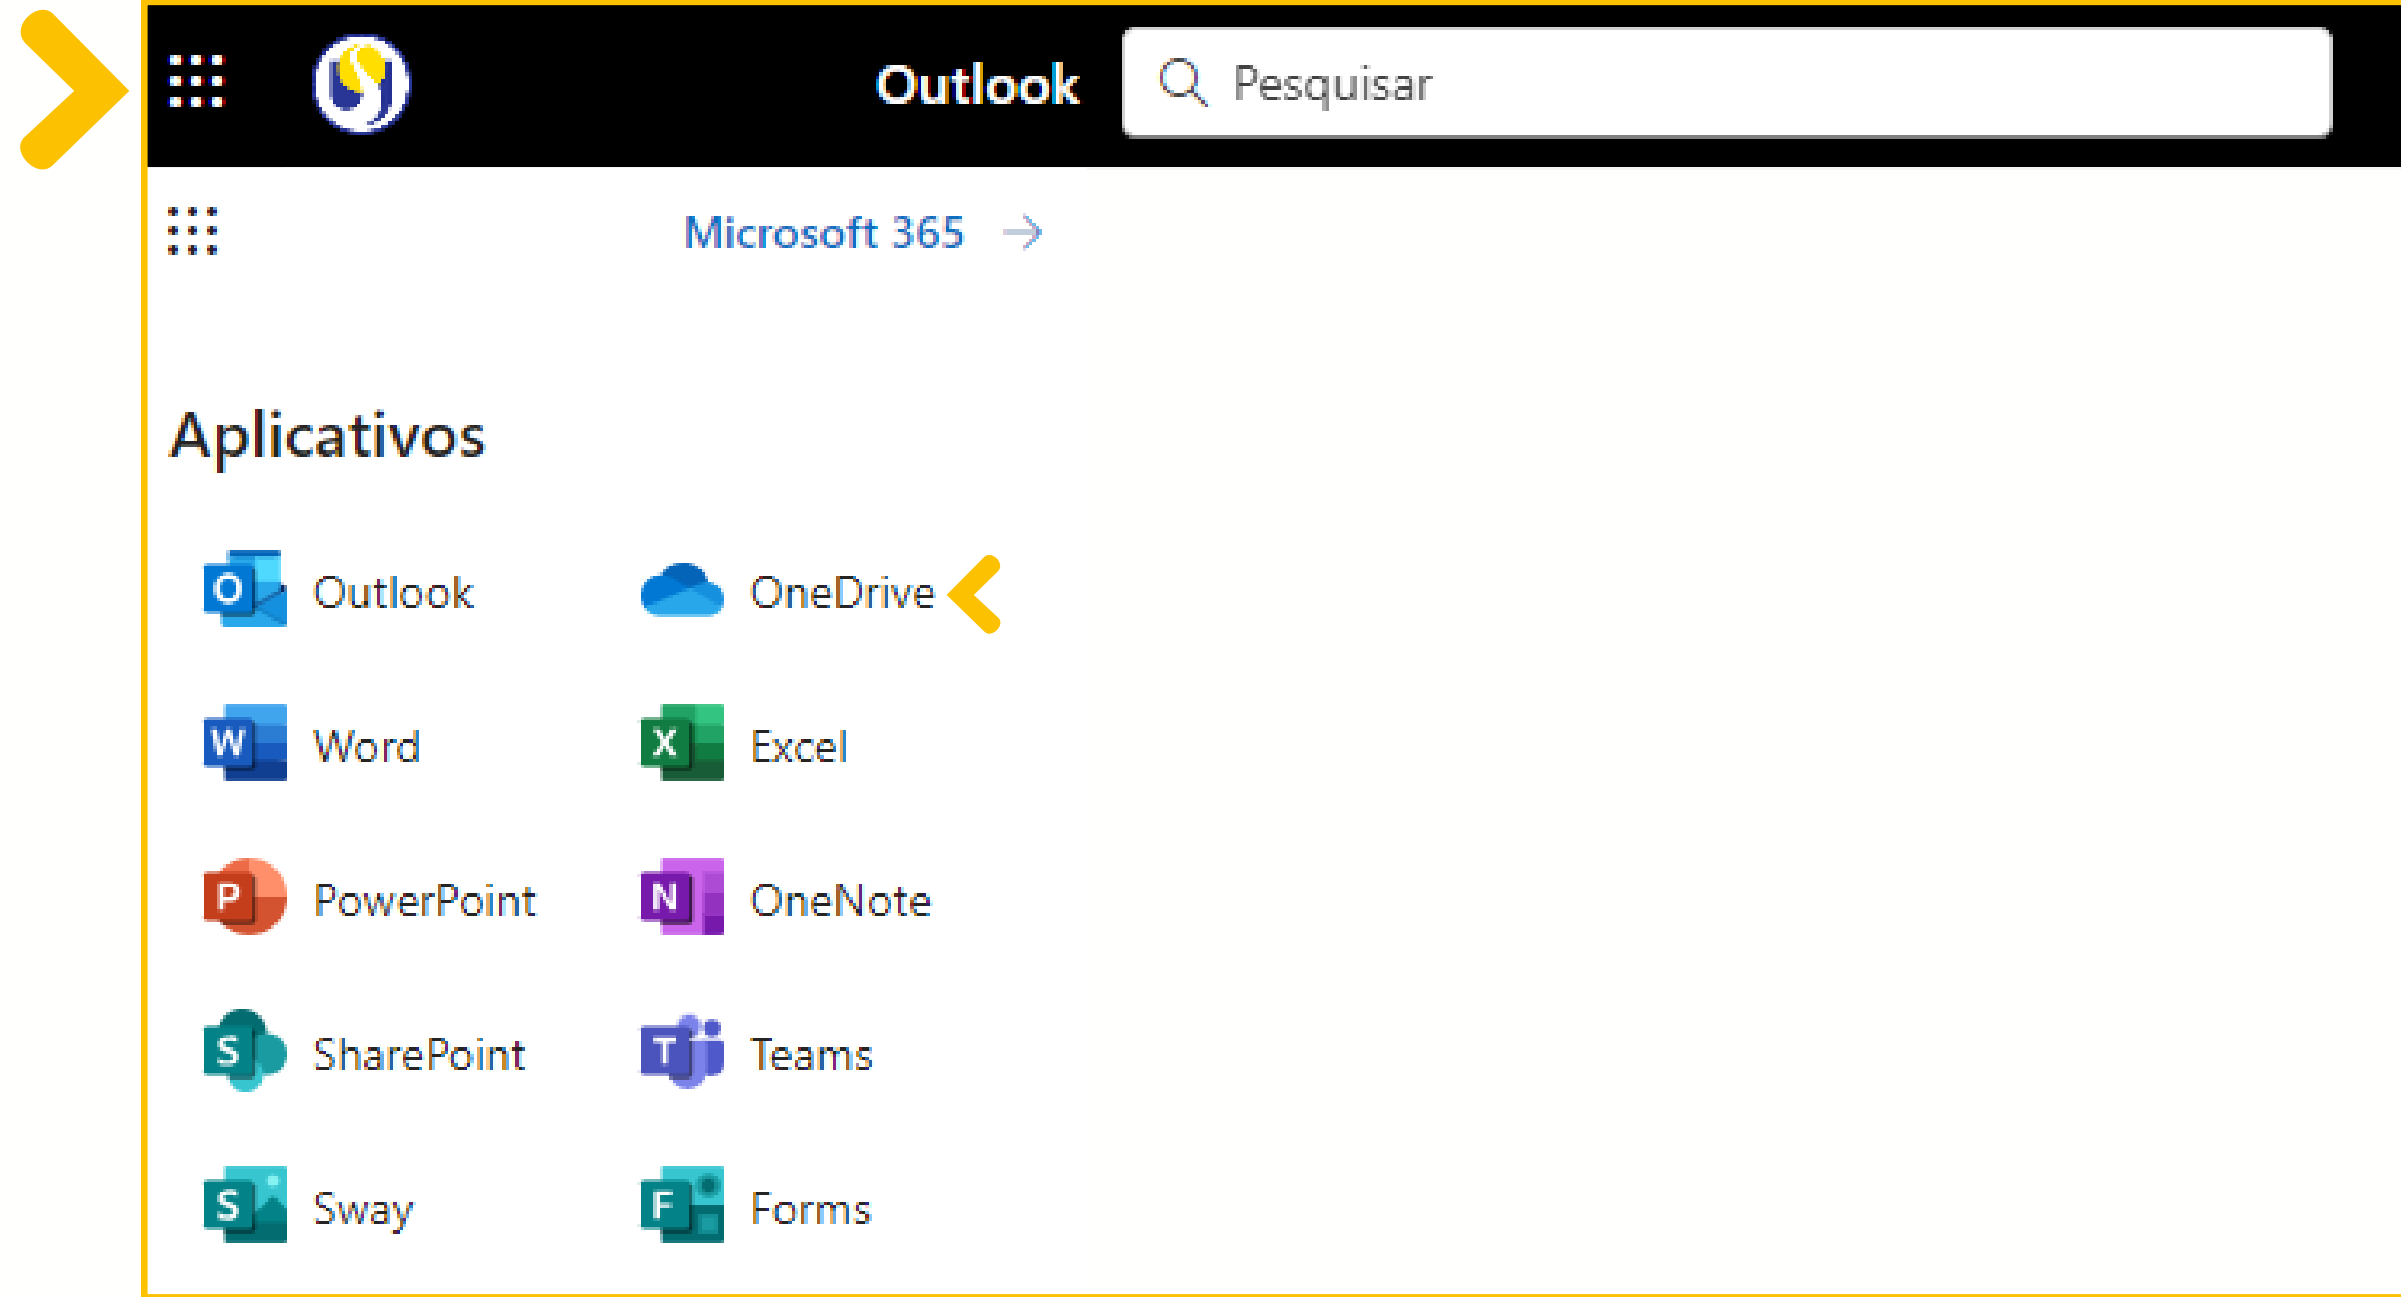 Outlook Pesquisar
Microsoft 365 →
Aplicativos
Outlook OneDrive
Word Excel
PowerPoint OneNote
SharePoint Teams
Sway Forms